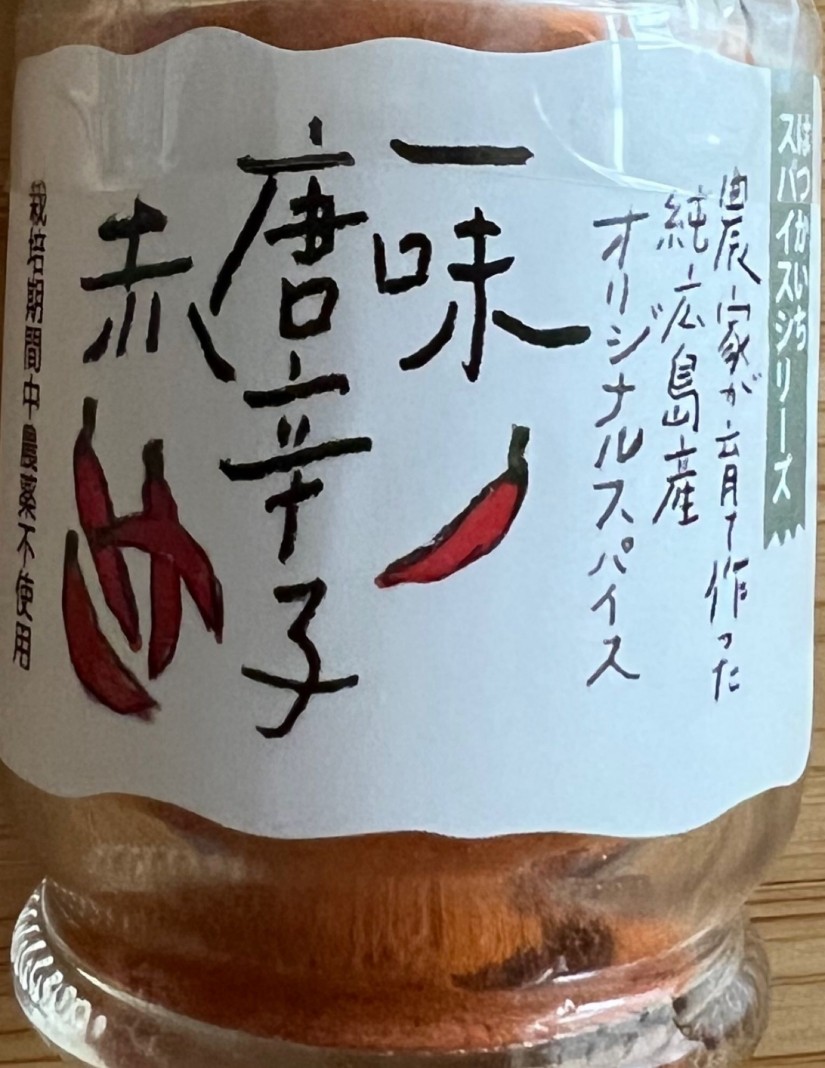 はつかいち
スパイスシリーズ
農家が育て作った
純広島産
オリジナルスパイス
一味
唐辛子
赤
栽培期間中農薬不使用